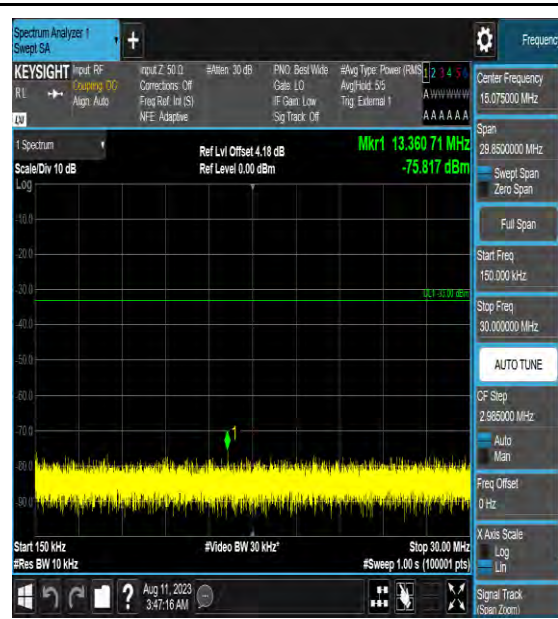 Spectrum Analyzer 1
Swept SA
+
Frequenc
KEYSIGHT
Input: RF
Coupling: DC
Align: Auto
RL
LW
Input Z: 50 Ω
Corrections: Off
Freq Ref: Int (S)
NFE: Adaptive
#Atten: 30 dB
PNO: Best Wide
Gate: LO
IF Gain: Low
Sig Track: Off
#Avg Type: Power (RMS
Avg|Hold: 5/5
Trig: External 1
1 2 3 4 5 6
A W W W W W
A A A A A A
1 Spectrum
Scale/Div 10 dB
Log
Ref Lvl Offset 4.18 dB
Ref Level 0.00 dBm
Mkr1 13.360 71 MHz
-75.817 dBm
-10.0
-20.0
-30.0
-40.0
-50.0
-60.0
-70.0
-80.0
-90.0
DL1 -33.00 dBm
1
Start 150 kHz
#Res BW 10 kHz
#Video BW 30 kHz*
Stop 30.00 MHz
#Sweep 1.00 s (100001 pts)
Center Frequency
15.075000 MHz
Span
29.8500000 MHz
Swept Span
Zero Span
Full Span
Start Freq
150.000 kHz
Stop Freq
30.000000 MHz
AUTO TUNE
CF Step
2.985000 MHz
Auto
Man
Freq Offset
0 Hz
X Axis Scale
Log
Lin
Signal Track
(Span Zoom)
?
Aug 11, 2023
3:47:16 AM